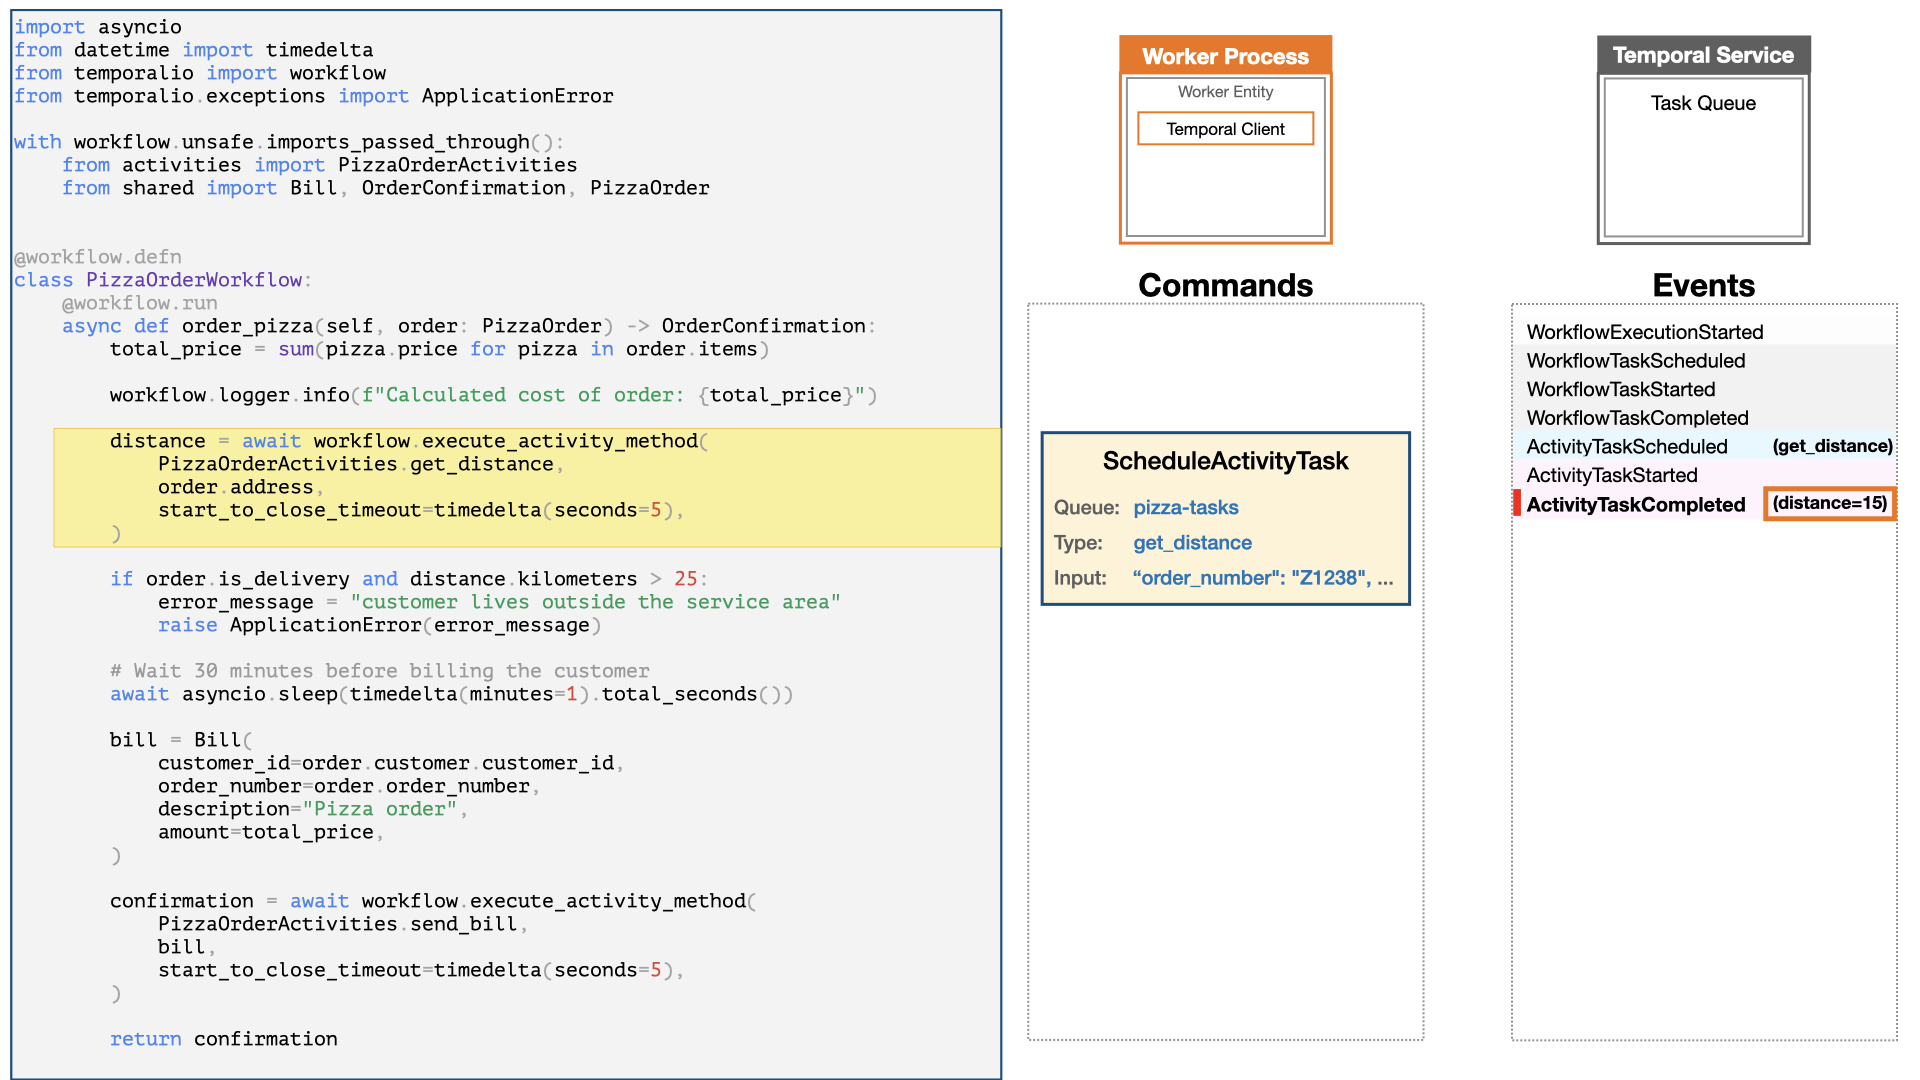 import asyncio
from datetime import timedelta
from temporalio import workflow
from temporalio.exceptions import ApplicationError
with workflow.unsafe.imports_passed_through():
    from activities import PizzaOrderActivities
    from shared import Bill, OrderConfirmation, PizzaOrder
@workflow.defn
class PizzaOrderWorkflow:
    @workflow.run
    async def order_pizza(self, order: PizzaOrder) -> OrderConfirmation:
        total_price = sum(pizza.price for pizza in order.items)
        workflow.logger.info(f"Calculated cost of order: {total_price}")
        distance = await workflow.execute_activity_method(
            PizzaOrderActivities.get_distance,
            order.address,
            start_to_close_timeout=timedelta(seconds=5),
        )
        if order.is_delivery and distance.kilometers > 25:
            error_message = "customer lives outside the service area"
            raise ApplicationError(error_message)
        # Wait 30 minutes before billing the customer
        await asyncio.sleep(timedelta(minutes=1).total_seconds())
        bill = Bill(
            customer_id=order.customer.customer_id,
            order_number=order.order_number,
            description="Pizza order",
            amount=total_price,
        )
        confirmation = await workflow.execute_activity_method(
            PizzaOrderActivities.send_bill,
            bill,
            start_to_close_timeout=timedelta(seconds=5),
        )
        return confirmation
Worker Process
Worker Entity
Temporal Client
Commands
ScheduleActivityTask
Queue: pizza-tasks
Type: get_distance
Input: “order_number": "Z1238", ...
Temporal Service
Task Queue
Events
WorkflowExecutionStarted
WorkflowTaskScheduled
WorkflowTaskStarted
WorkflowTaskCompleted
ActivityTaskScheduled (get_distance)
ActivityTaskStarted
ActivityTaskCompleted (distance=15)